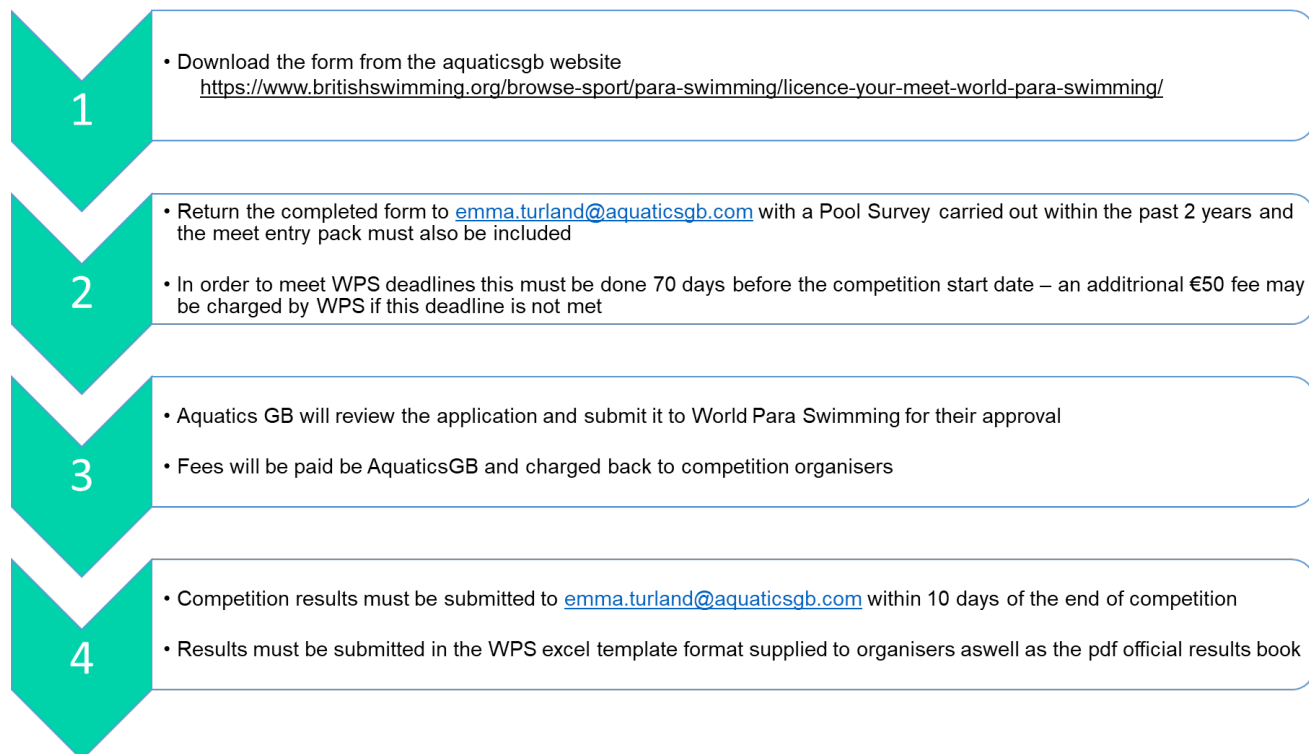 1
• Download the form from the aquaticsgb website
https://www.britishswimming.org/browse-sport/para-swimming/licence-your-meet-world-para-swimming/
2
• Return the completed form to emma.turland@aquaticsgb.com with a Pool Survey carried out within the past 2 years and
the meet entry pack must also be included
• In order to meet WPS deadlines this must be done 70 days before the competition start date – an additrional €50 fee may
be charged by WPS if this deadline is not met
3
• Aquatics GB will review the application and submit it to World Para Swimming for their approval
• Fees will be paid be AquaticsGB and charged back to competition organisers
4
• Competition results must be submitted to emma.turland@aquaticsgb.com within 10 days of the end of competition
• Results must be submitted in the WPS excel template format supplied to organisers aswell as the pdf official results book